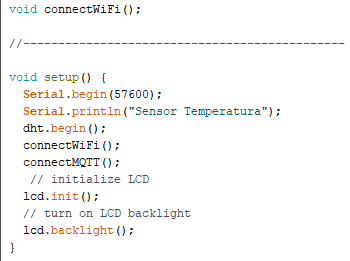 void connectWiFi();
//----------------------------------------------
void setup() {
Serial.begin(57600);
Serial.println("Sensor Temperatura");
dht.begin();
connectWiFi();
connectMQTT();
// initialize LCD
lcd.init();
// turn on LCD backlight
lcd.backlight();
}